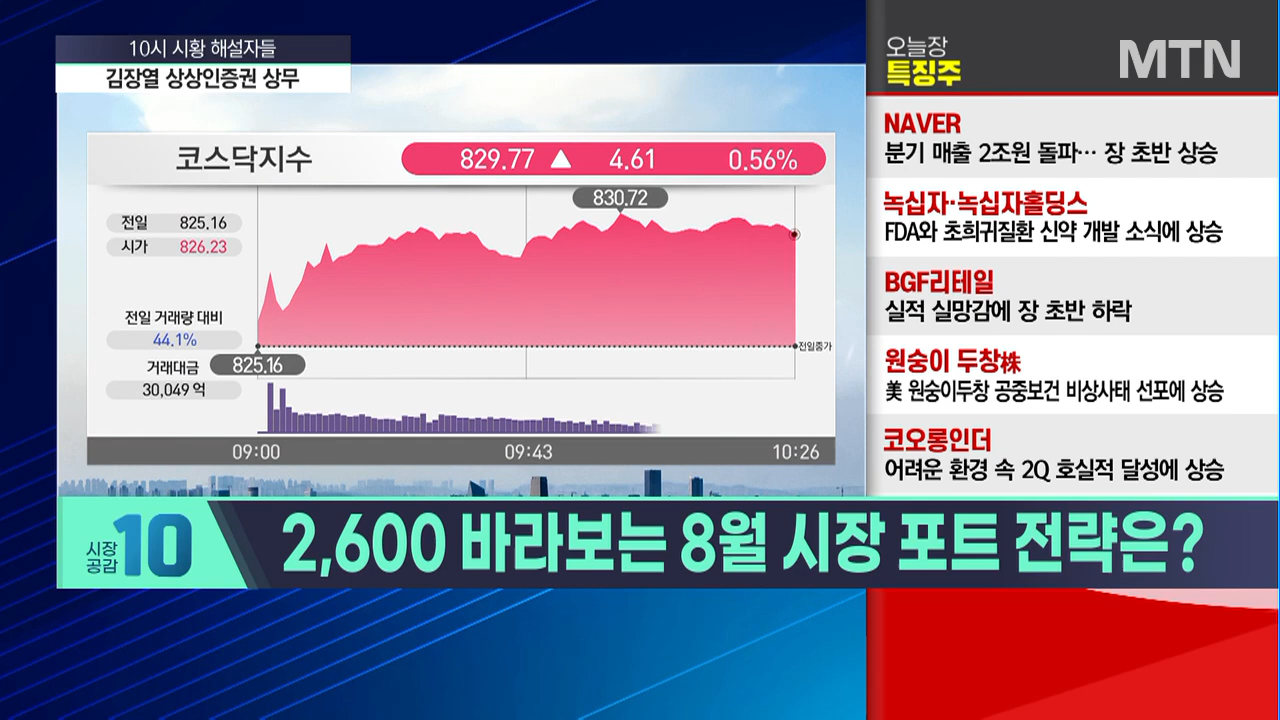 10시 시황 해설자들
김장열 상상인증권 상무
코스닥지수
829.77 ▲ 4.61 0.56%
830.72
전일 825.16
시가 826.23
전일 거래량 대비
44.1%
전일종가
거래대금
825.16
30,049 억
09:00 09:43 10:26
오늘장
특징주
MTN
NAVER
분기 매출 2조원 돌파… 장 초반 상승
녹십자·녹십자홀딩스
FDA와 초희귀질환 신약 개발 소식에 상승
BGF리테일
실적 실망감에 장 초반 하락
원숭이 두창株
美 원숭이두창 공중보건 비상사태 선포에 상승
코오롱인더
어려운 환경 속 2Q 호실적 달성에 상승
시장
공감
10
2,600 바라보는 8월 시장 포트 전략은?